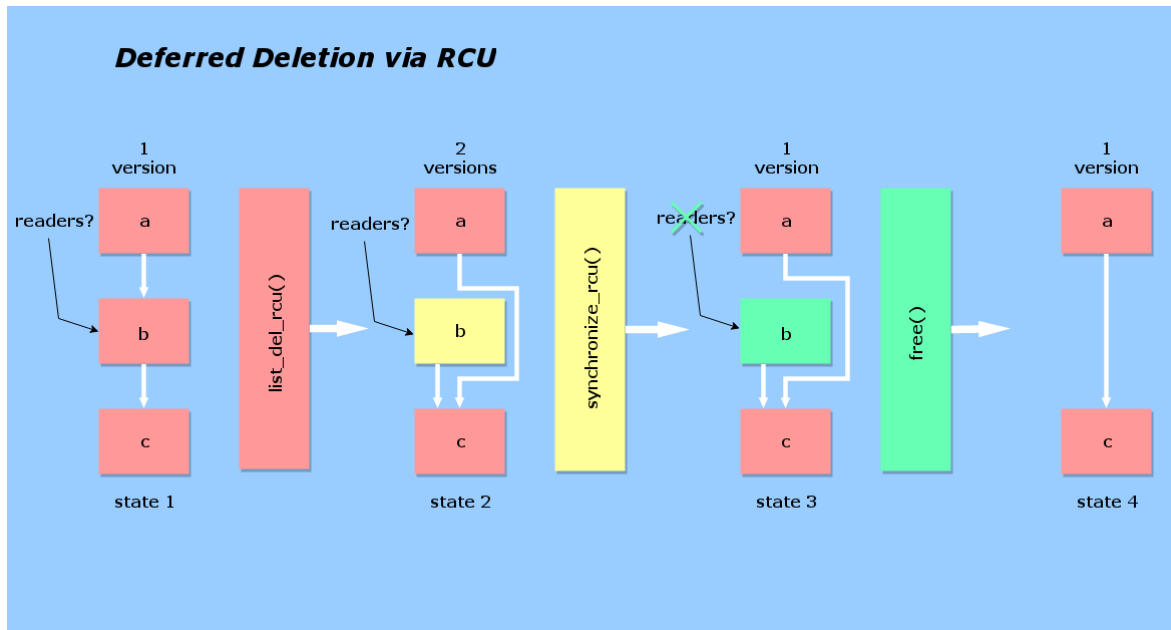 Deferred Deletion via RCU
1
version
a
readers?
b
c
state 1
list_del_rcu()
2
versions
a
readers?
b
c
state 2
synchronize_rcu()
1
version
a
readers?
b
c
state 3
free()
1
version
a
c
state 4